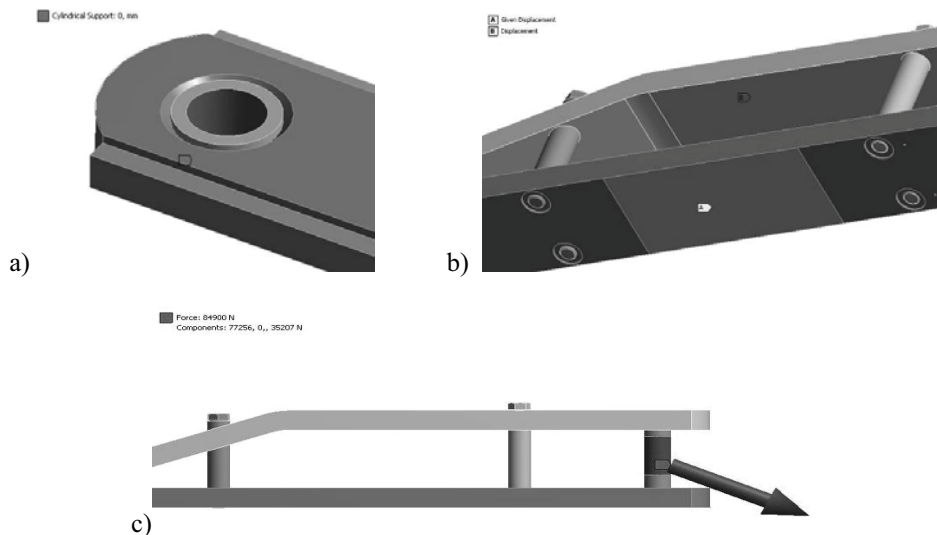 Cylindrical Support: 0, mm
A Given Displacement
B Displacement
a)
b)
Force: 84900 N
Components: 77256, 0,, 35207 N
c)